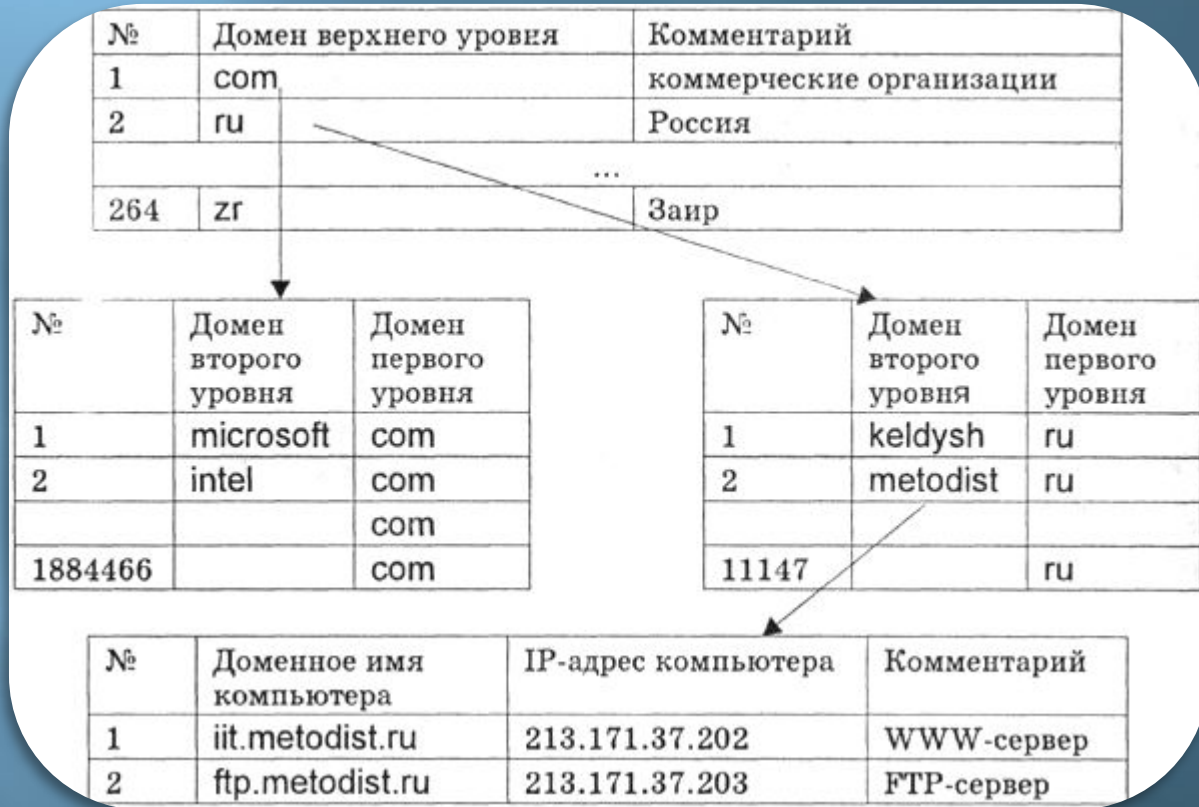 № Домен верхнего уровня Комментарий
1 com коммерческие организации
2 ru Россия
...
264 zr Заир
№ Домен второго уровня Домен первого уровня
1 microsoft com
2 intel com
com
1884466 com
№ Домен второго уровня Домен первого уровня
1 keldysh ru
2 metodist ru
11147 ru
№ Доменное имя компьютера IP-адрес компьютера Комментарий
1 iit.metodist.ru 213.171.37.202 WWW-сервер
2 ftp.metodist.ru 213.171.37.203 FTP-сервер